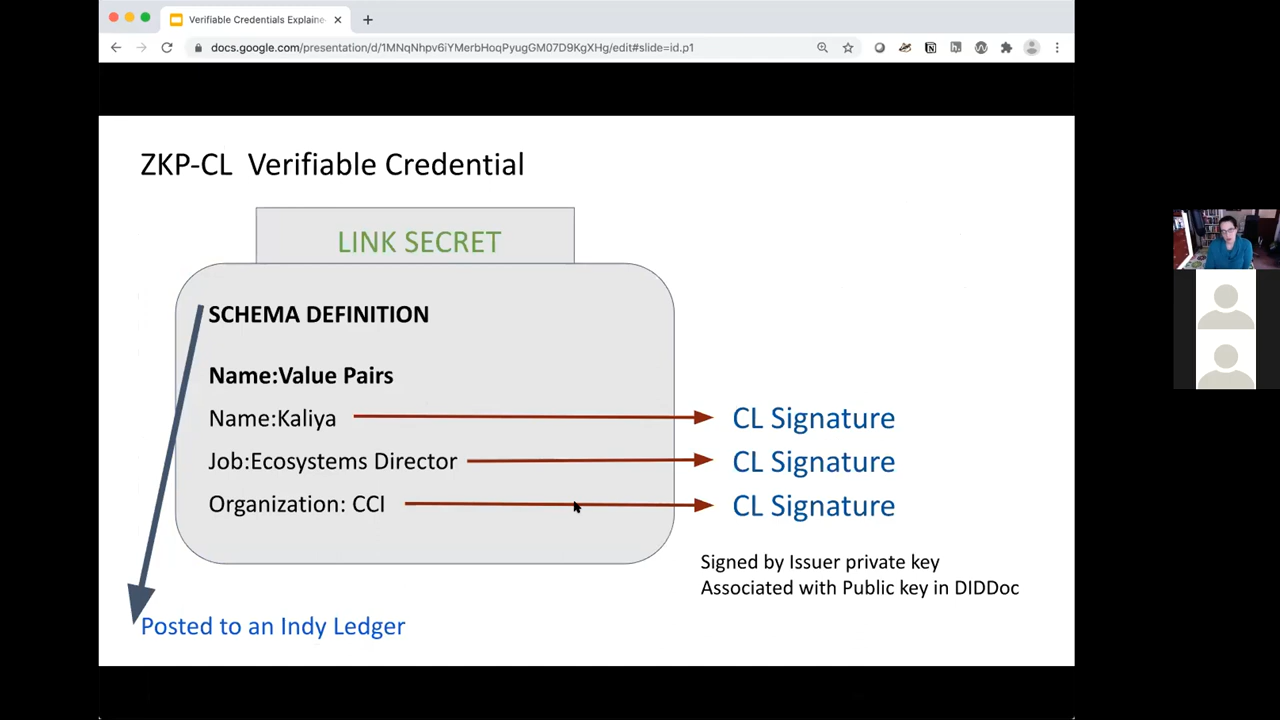 Verifiable Credentials Explaine
docs.google.com/presentation/d/1MNqNhpv6iYMerbHoqPyugGM07D9KgXHg/edit#slide=id.p1
ZKP-CL Verifiable Credential
LINK SECRET
SCHEMA DEFINITION
Name:Value Pairs
Name:Kaliya
CL Signature
Job:Ecosystems Director
CL Signature
Organization: CCI
CL Signature
Signed by Issuer private key
Associated with Public key in DIDDoc
Posted to an Indy Ledger